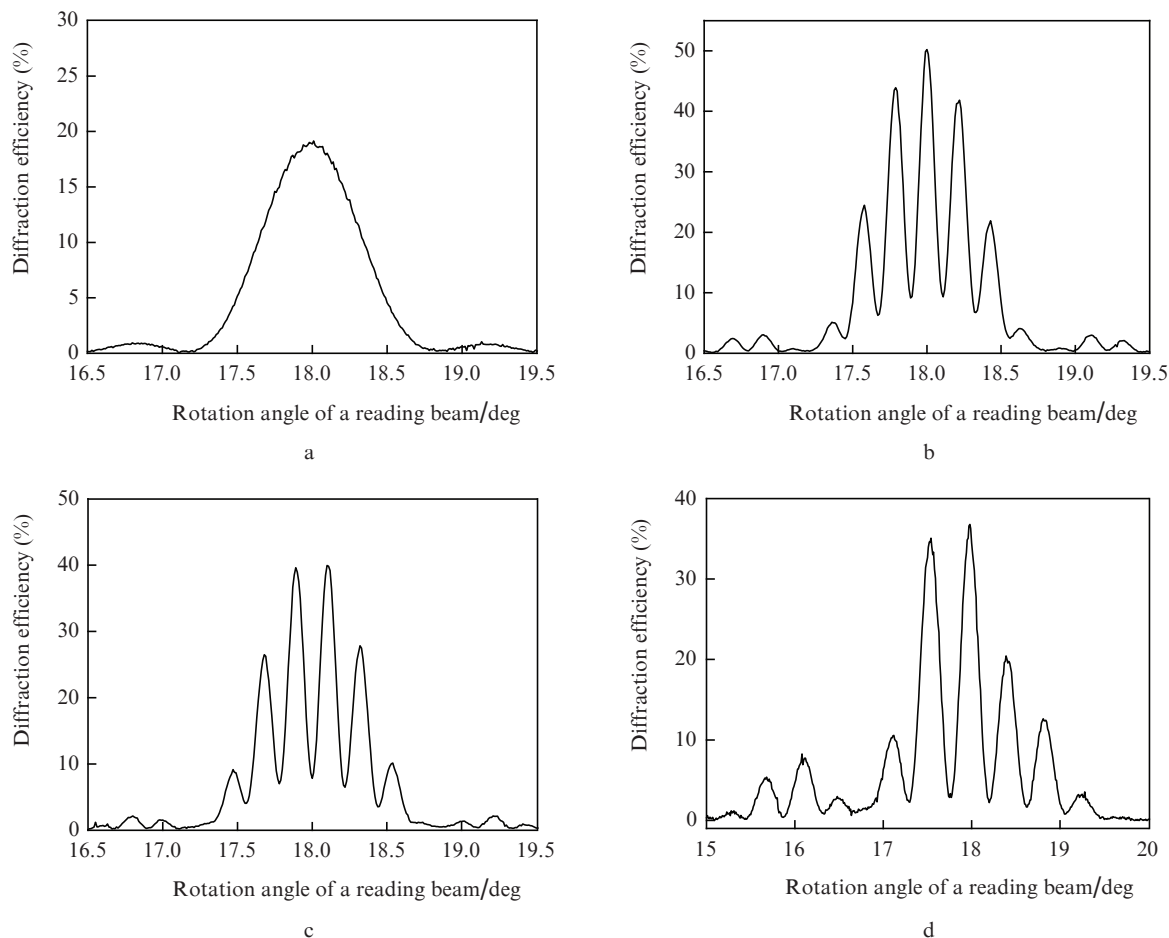 Diffraction efficiency (%)
30
25
20
15
10
5
0
16.5 17.0 17.5 18.0 18.5 19.0 19.5
Rotation angle of a reading beam/deg
a
Diffraction efficiency (%)
50
40
30
20
10
0
16.5 17.0 17.5 18.0 18.5 19.0 19.5
Rotation angle of a reading beam/deg
b
Diffraction efficiency (%)
50
40
30
20
10
0
16.5 17.0 17.5 18.0 18.5 19.0 19.5
Rotation angle of a reading beam/deg
c
Diffraction efficiency (%)
40
30
20
10
0
15 16 17 18 19 20
Rotation angle of a reading beam/deg
d